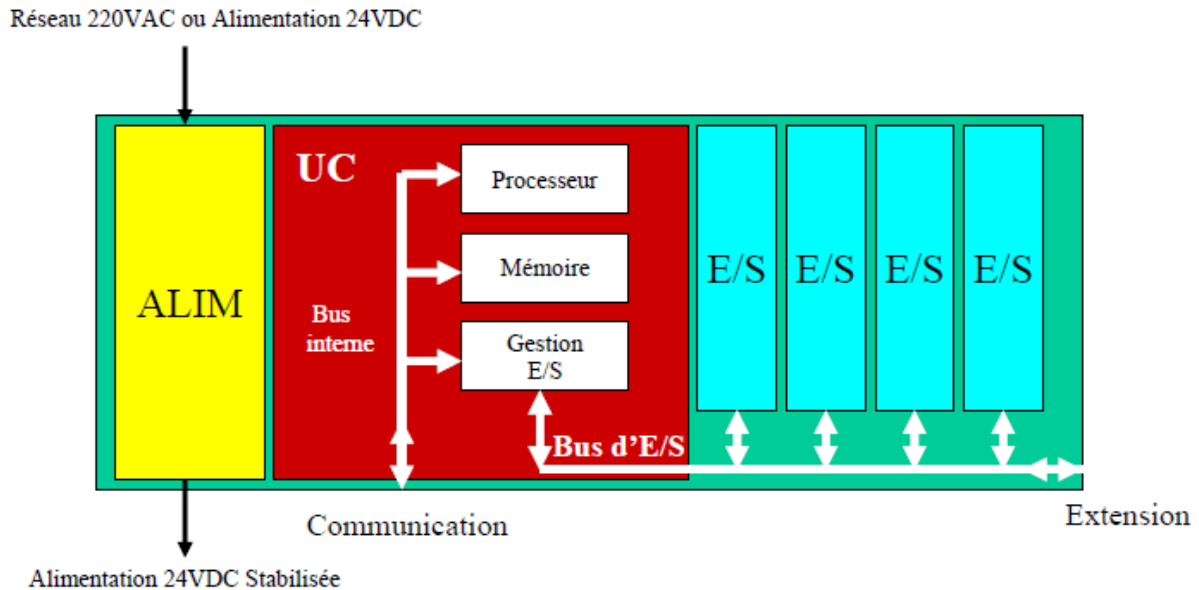 Réseau 220VAC ou Alimentation 24VDC
ALIM
UC
Processeur
Mémoire
Gestion
E/S
Bus
interne
Bus d'E/S
E/S
E/S
E/S
E/S
Communication
Extension
Alimentation 24VDC Stabilisée